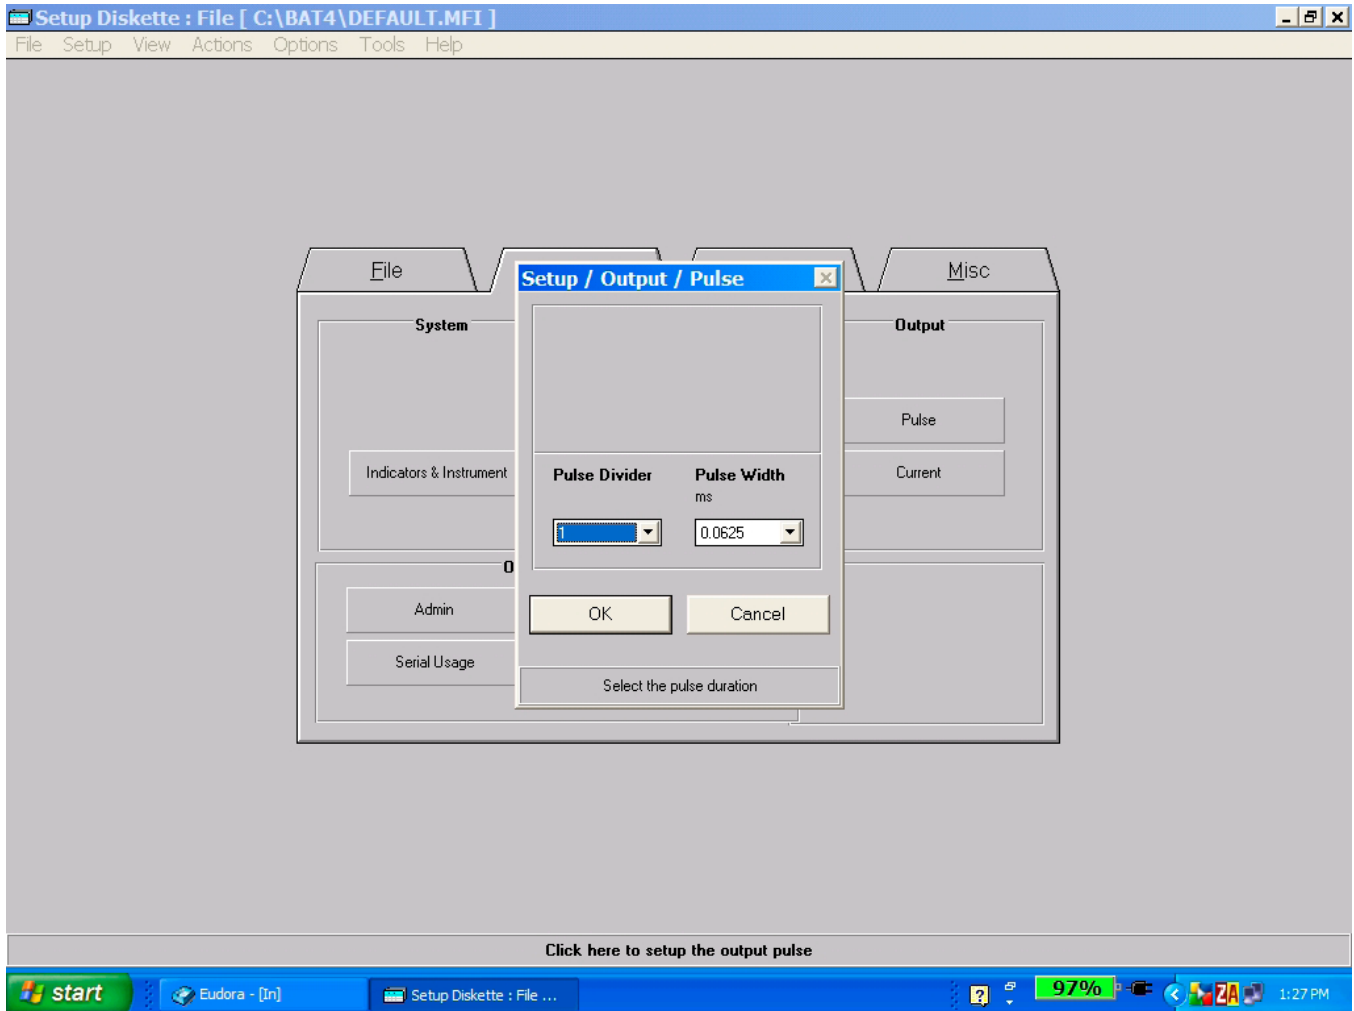 Setup Diskette : File [ C:\BAT4\DEFAULT.MFI ]
File Setup View Actions Options Tools Help
File
Misc
Setup / Output / Pulse
System
Output
Pulse
Indicators & Instrument
Current
Pulse Divider
Pulse Width
ms
1
0.0625
O
Admin
OK
Cancel
Serial Usage
Select the pulse duration
Click here to setup the output pulse
start
Eudora - [In]
Setup Diskette : File ...
?
97%
ZA
1:27 PM